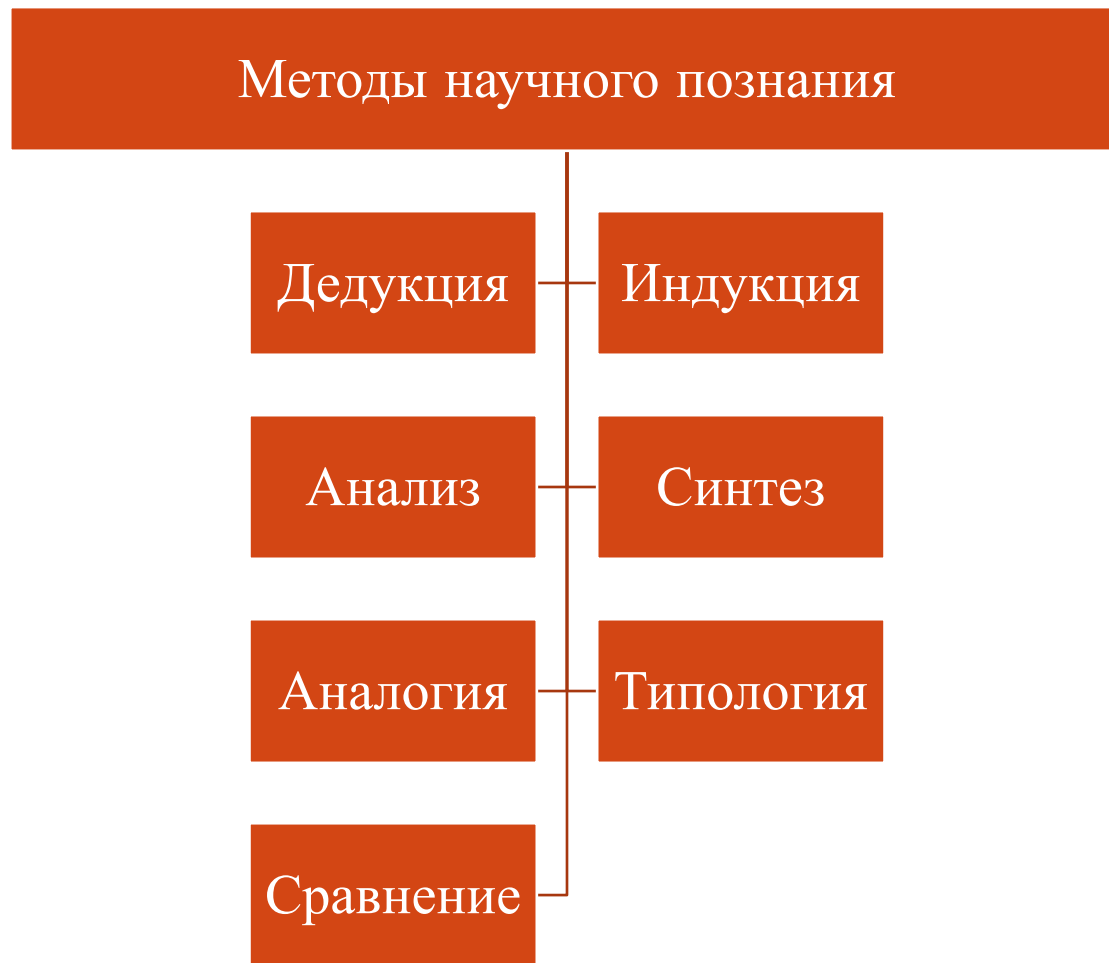 Методы научного познания
Дедукция
Индукция
Анализ
Синтез
Аналогия
Типология
Сравнение